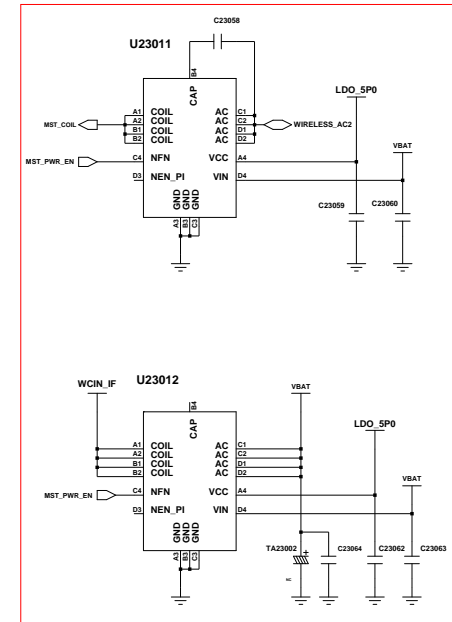 C23058
U23011
B4
CAP
LDO_5P0
A1 COIL AC C1
A2 COIL AC C2
B1 COIL AC D1
B2 COIL AC D2
MST_COIL
WIRELESS_AC2
VBAT
MST_PWR_EN
C4 NFN VCC A4
D3 NEN_PI VIN D4
GND GND GND
A3 B3 C3
C23059 C23060
WCIN_IF
U23012
VBAT
B4
CAP
LDO_5P0
A1 COIL AC C1
A2 COIL AC C2
B1 COIL AC D1
B2 COIL AC D2
VBAT
MST_PWR_EN
C4 NFN VCC A4
D3 NEN_PI VIN D4
GND GND GND
A3 B3 C3
TA23002 + C23064 C23062 C23063